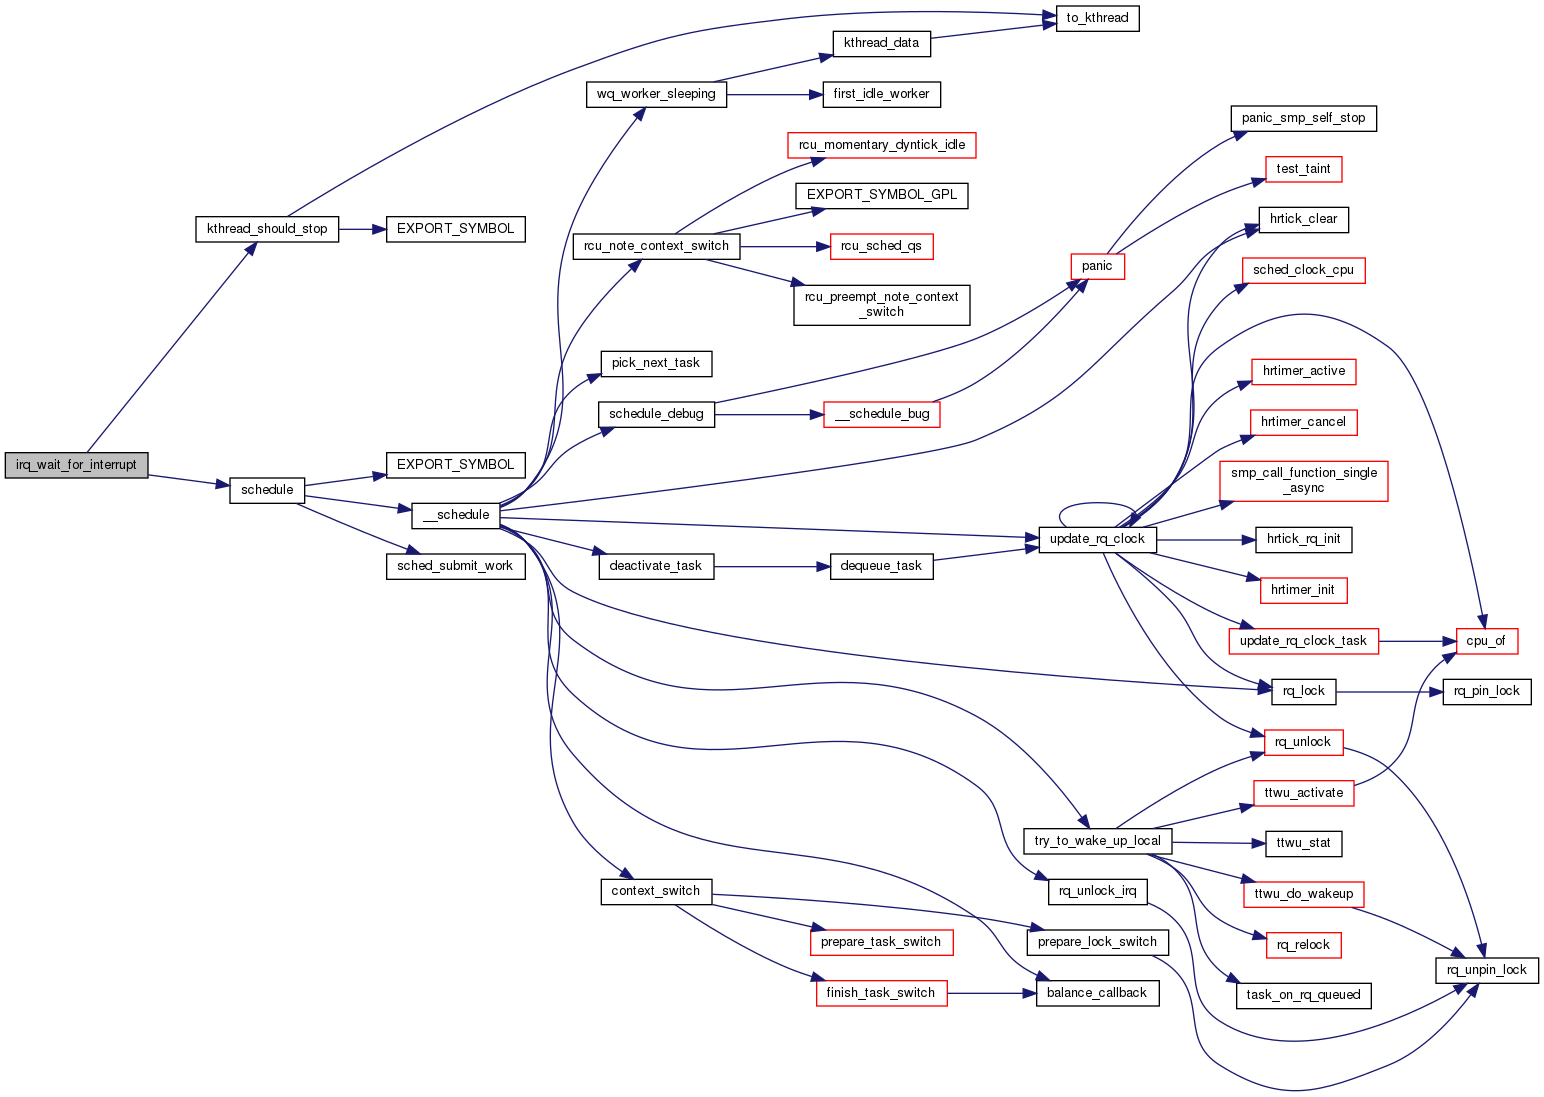 to_kthread
kthread_data
wq_worker_sleeping
first_idle_worker
panic_smp_self_stop
rcu_momentary_dyntick_idle
test_taint
EXPORT_SYMBOL_GPL
hrtick_clear
kthread_should_stop
EXPORT_SYMBOL
rcu_note_context_switch
rcu_sched_qs
panic
sched_clock_cpu
rcu_preempt_note_context
_switch
pick_next_task
hrtimer_active
schedule_debug
__schedule_bug
hrtimer_cancel
irq_wait_for_interrupt
EXPORT_SYMBOL
smp_call_function_single
_async
schedule
__schedule
update_rq_clock
hrtick_rq_init
sched_submit_work
deactivate_task
dequeue_task
hrtimer_init
update_rq_clock_task
cpu_of
rq_lock
rq_pin_lock
rq_unlock
ttwu_activate
try_to_wake_up_local
ttwu_stat
context_switch
rq_unlock_irq
ttwu_do_wakeup
prepare_task_switch
prepare_lock_switch
rq_relock
rq_unpin_lock
finish_task_switch
balance_callback
task_on_rq_queued